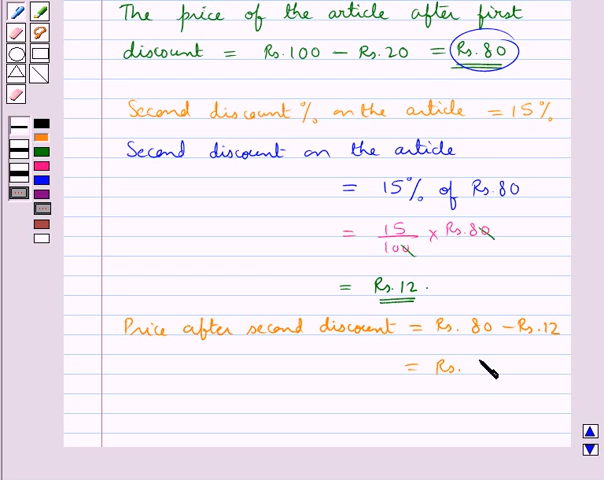 The price of the article after first
discount = Rs.100 - Rs.20 = Rs.80
Second discount % on the article = 15%
Second discount on the article
= 15% of Rs.80
= 15/100 × Rs.80
= Rs.12.
Price after second discount = Rs. 80 - Rs.12
= Rs.